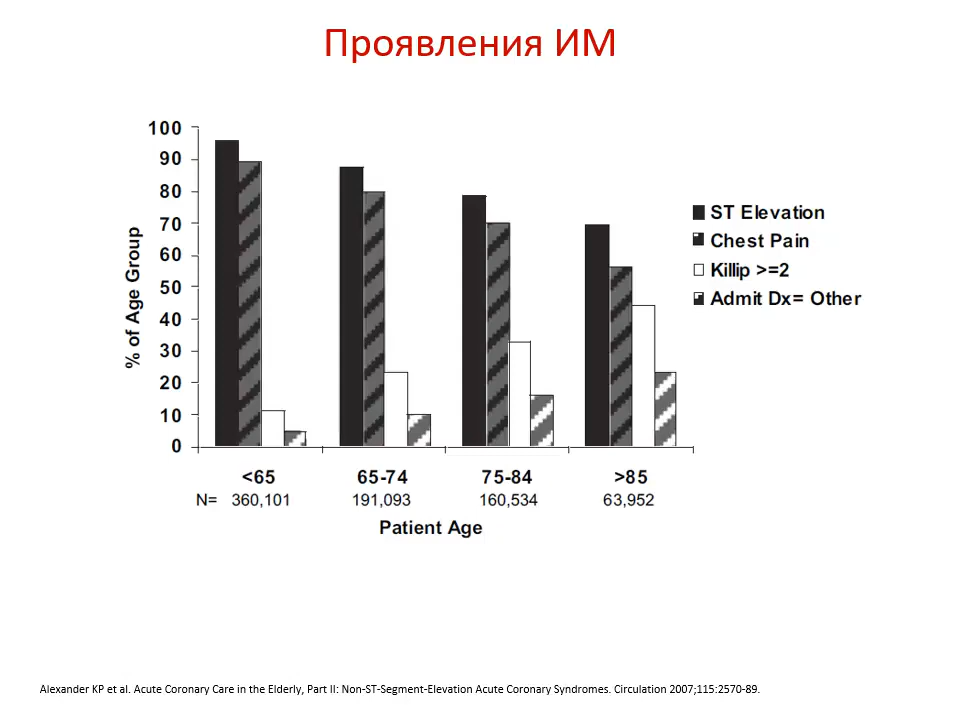 Проявления ИМ
100
90
80
70
60
50
40
30
20
10
0
% of Age Group
ST Elevation
Chest Pain
Killip >=2
Admit Dx= Other
<65 65-74 75-84 >85
N= 360,101 191,093 160,534 63,952
Patient Age
Alexander KP et al. Acute Coronary Care in the Elderly, Part II: Non-ST-Segment-Elevation Acute Coronary Syndromes. Circulation 2007;115:2570-89.